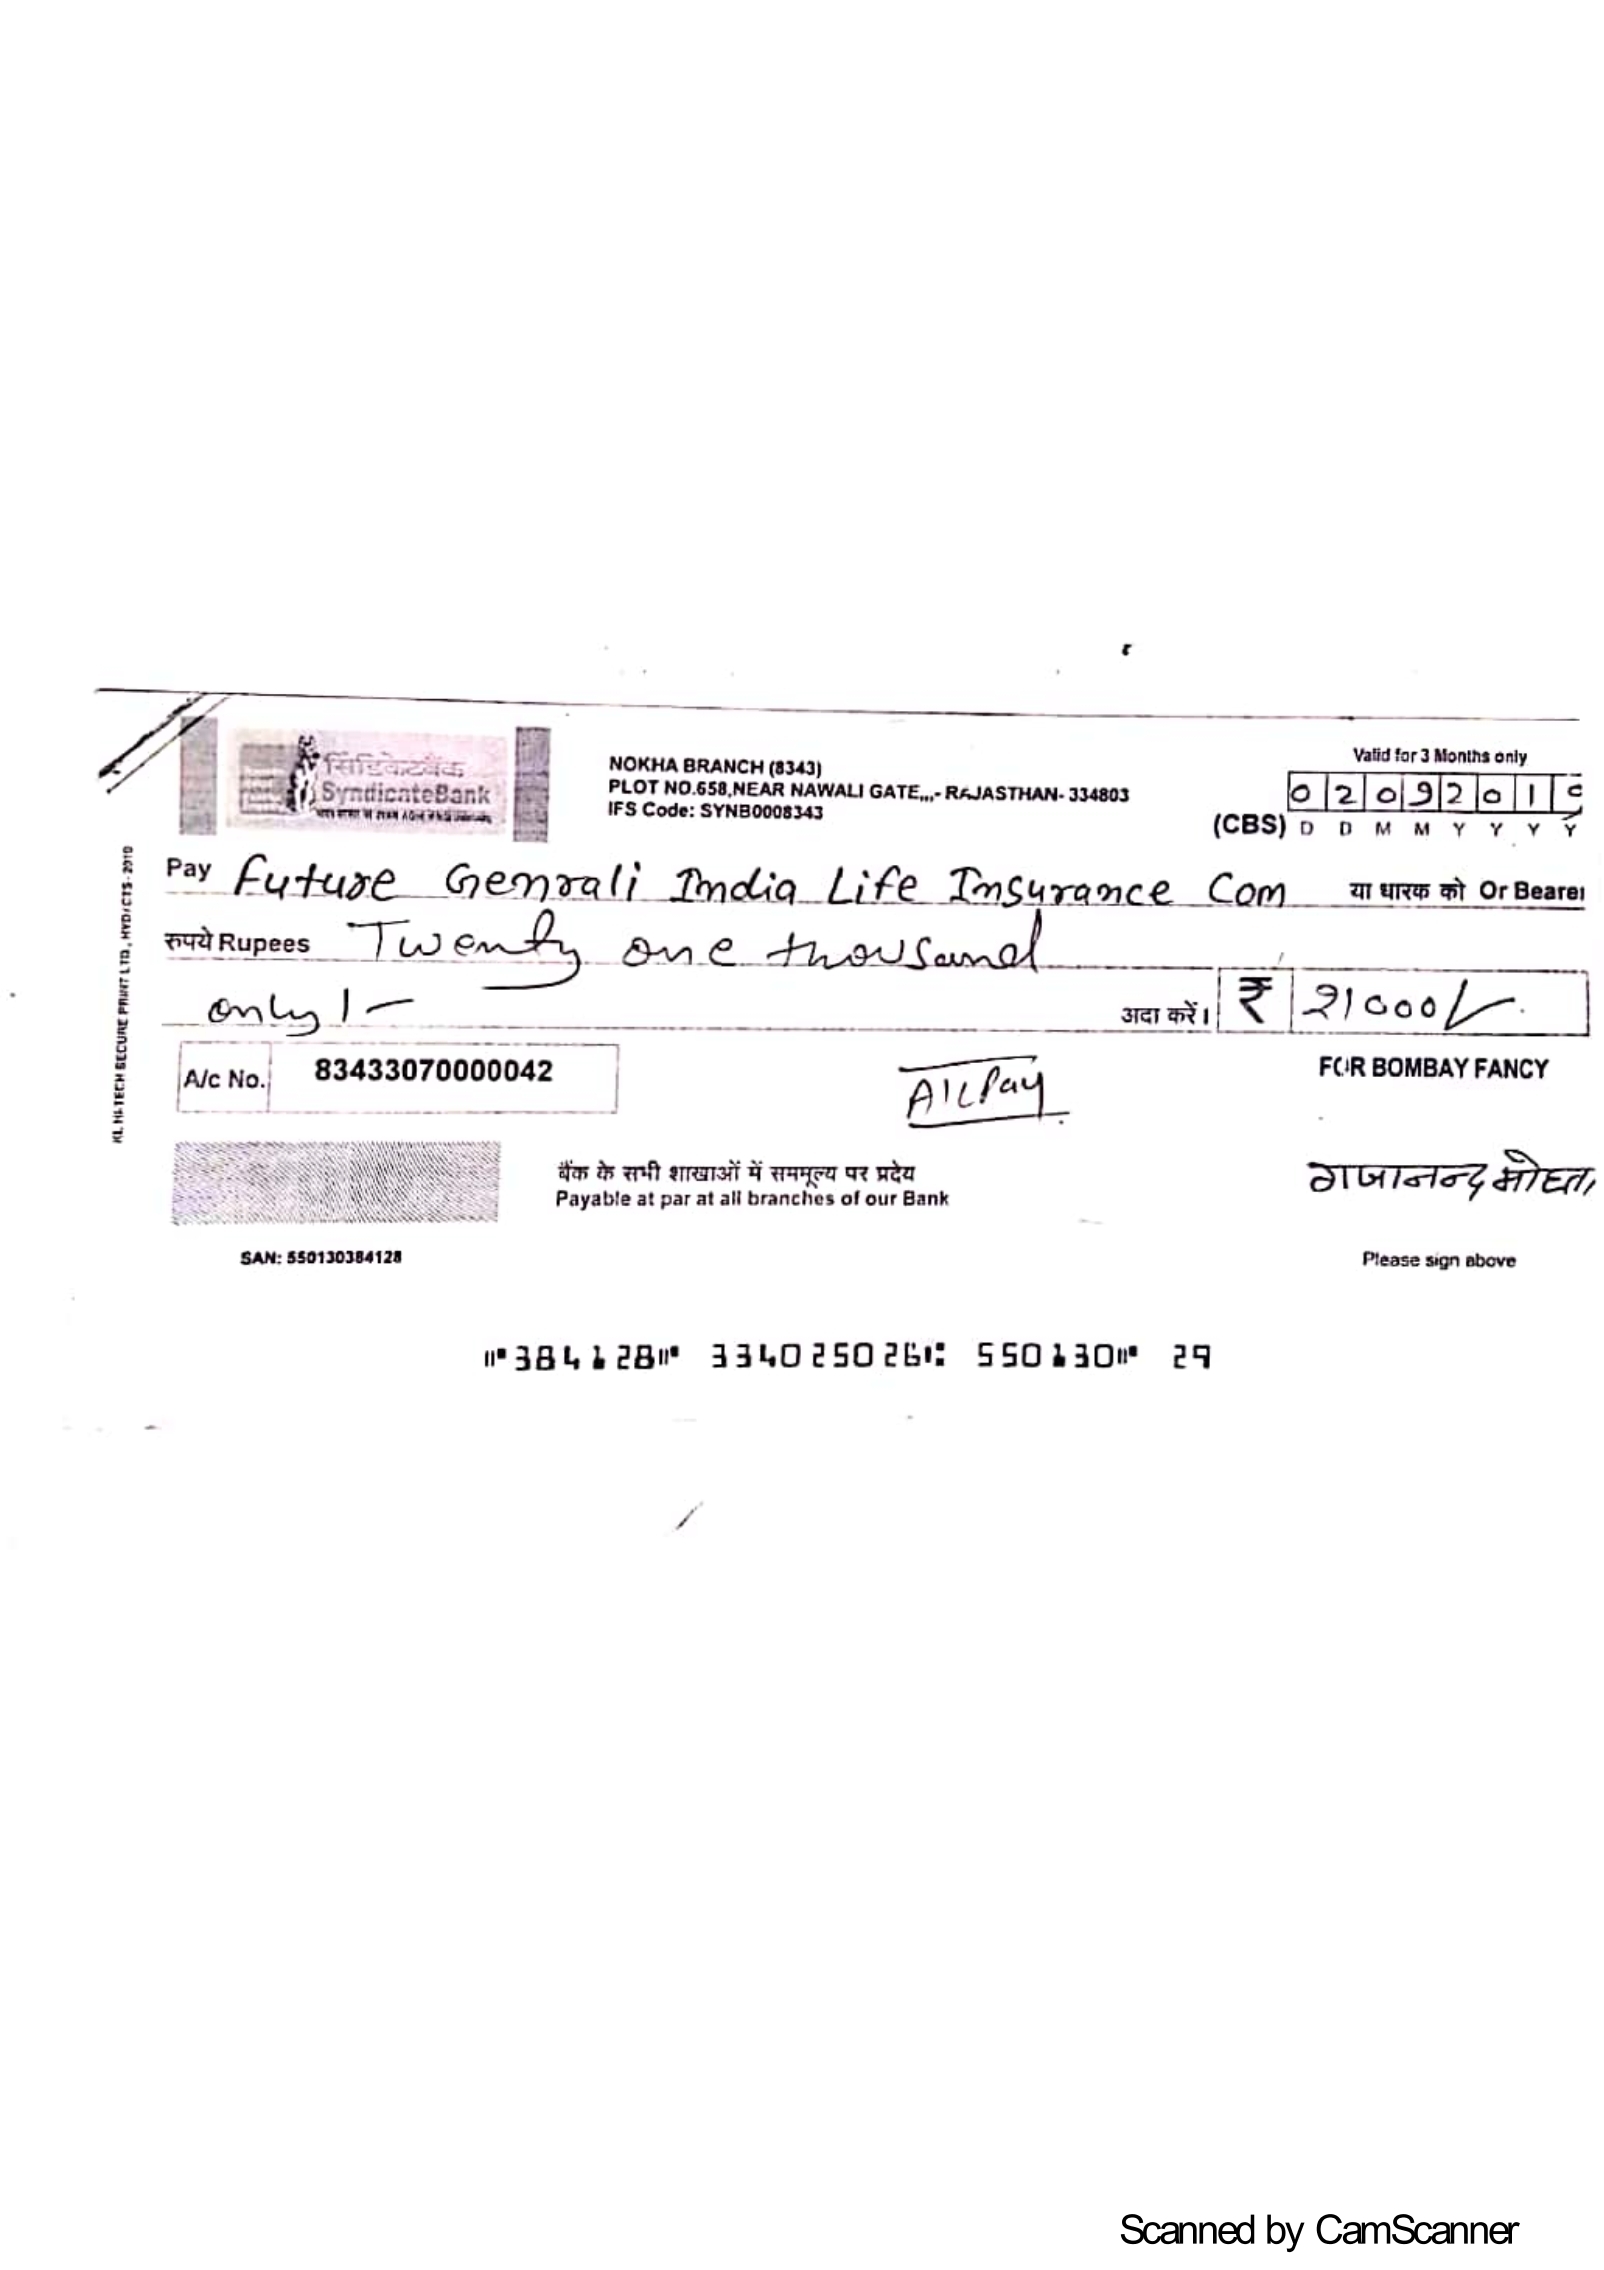 सिंडिकेटबैंक
SyndicateBank
NOKHA BRANCH (8343)
PLOT NO.658,NEAR NAWALI GATE,,,- RAJASTHAN- 334803
IFS Code: SYNB0008343
Valid for 3 Months only
0 2 0 9 2 0 1
(CBS) D D M M Y Y Y Y
Pay Future Genrali India Life Insurance Com या धारक को Or Bearer
रुपये Rupees Twenty one thousand
only/- अदा करें। ₹ 21000/-
A/c No. 83433070000042
A/c Pay
FOR BOMBAY FANCY
बैंक के सभी शाखाओं में सममूल्य पर प्रदेय
Payable at par at all branches of our Bank
गजानन्द
SAN: 550130384128
Please sign above
⑈384128⑈ 334025026⑆ 550130⑈ 29
KL HI-TECH SECURE PRINT LTD., HYD/CTS-2010
Scanned by CamScanner